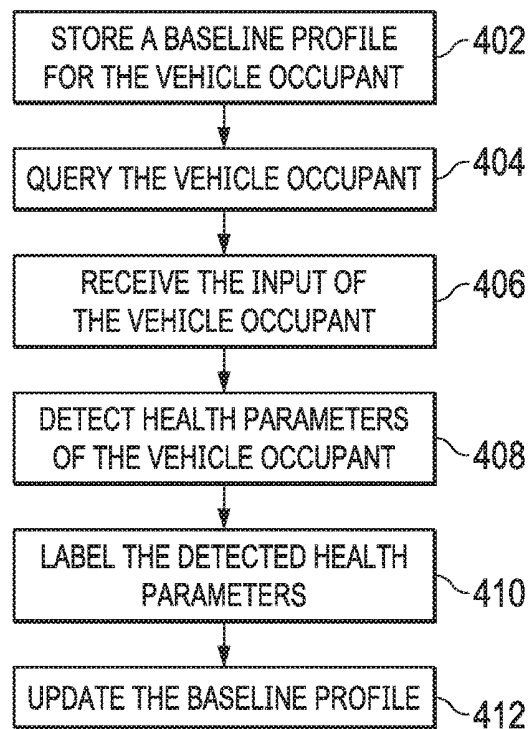 STORE A BASELINE PROFILE
FOR THE VEHICLE OCCUPANT
402
QUERY THE VEHICLE OCCUPANT
404
RECEIVE THE INPUT OF
THE VEHICLE OCCUPANT
406
DETECT HEALTH PARAMETERS
OF THE VEHICLE OCCUPANT
408
LABEL THE DETECTED HEALTH
PARAMETERS
410
UPDATE THE BASELINE PROFILE
412